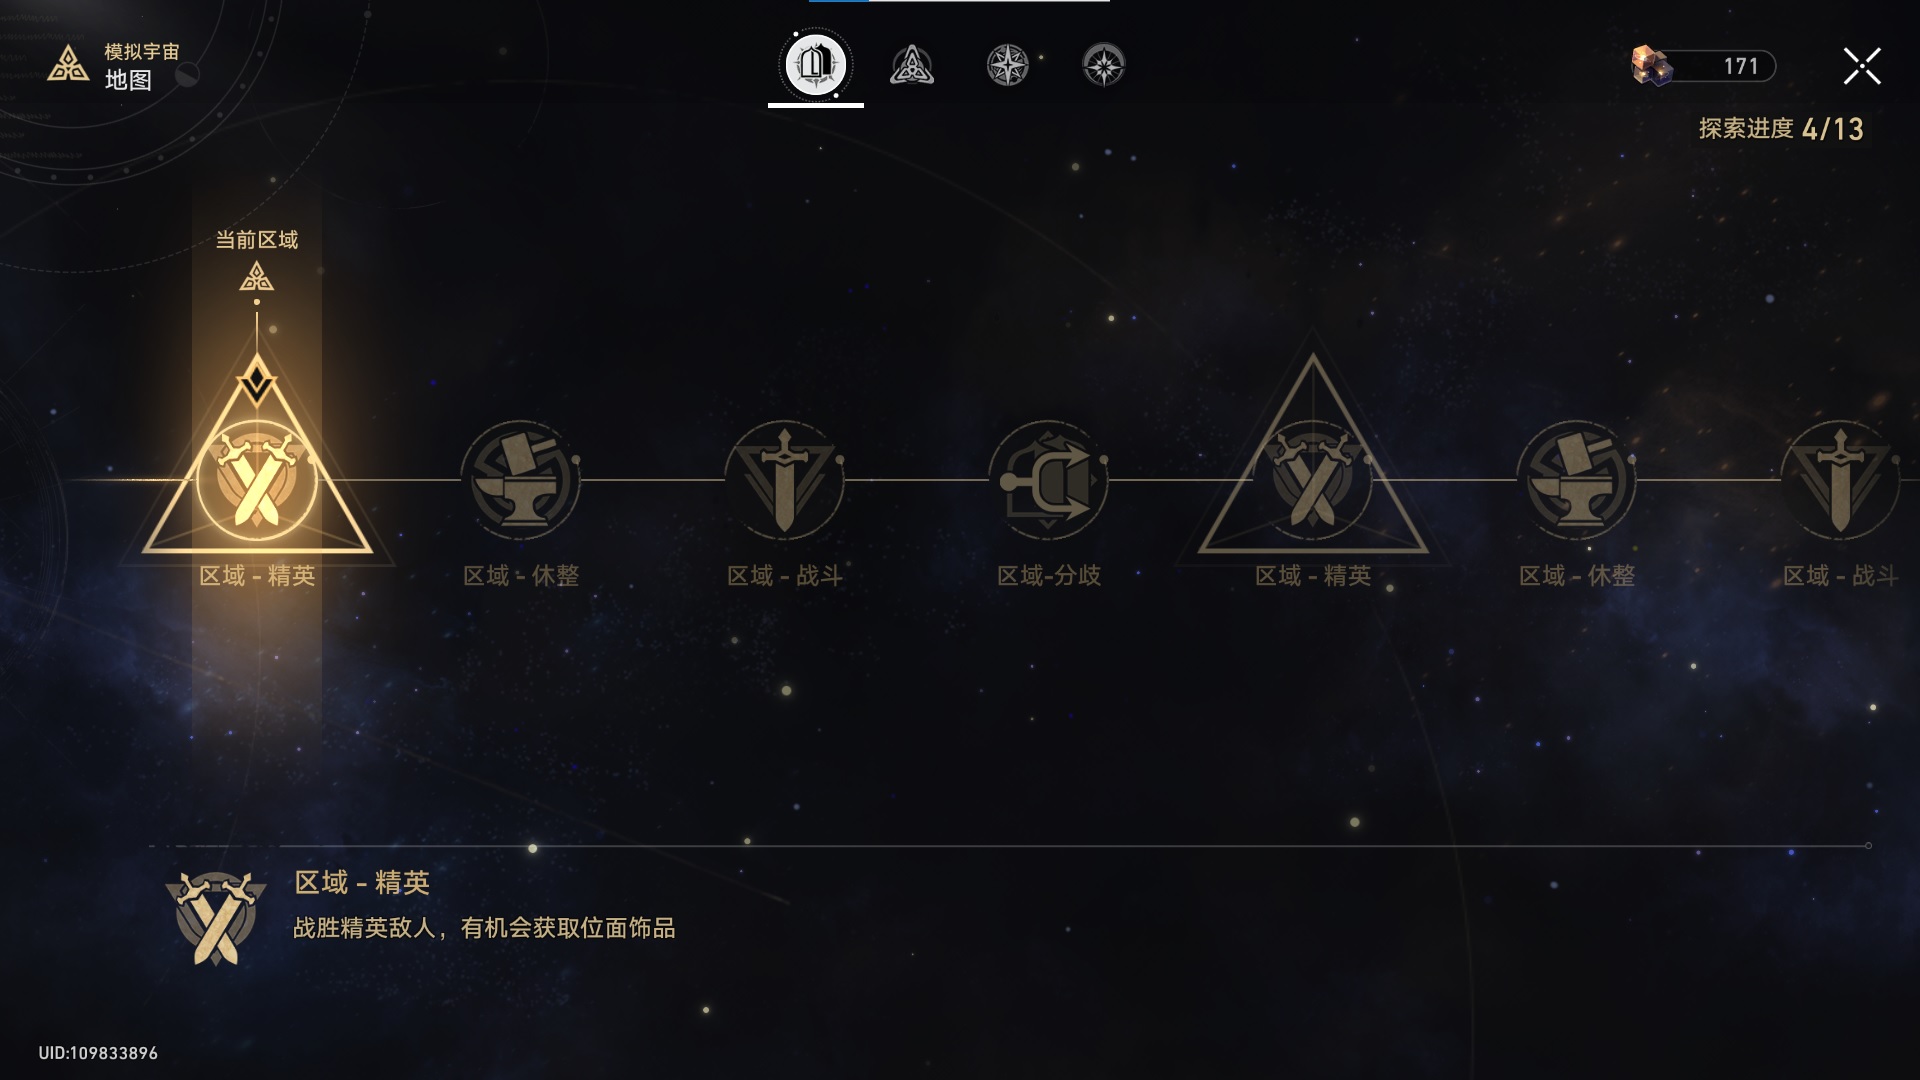 模拟宇宙
地图
171
探索进度 4/13
当前区域
区域 - 精英
区域 - 休整
区域 - 战斗
区域-分歧
区域 - 精英
区域 - 休整
区域 - 战斗
区域 - 精英
战胜精英敌人，有机会获取位面饰品
UID:109833896